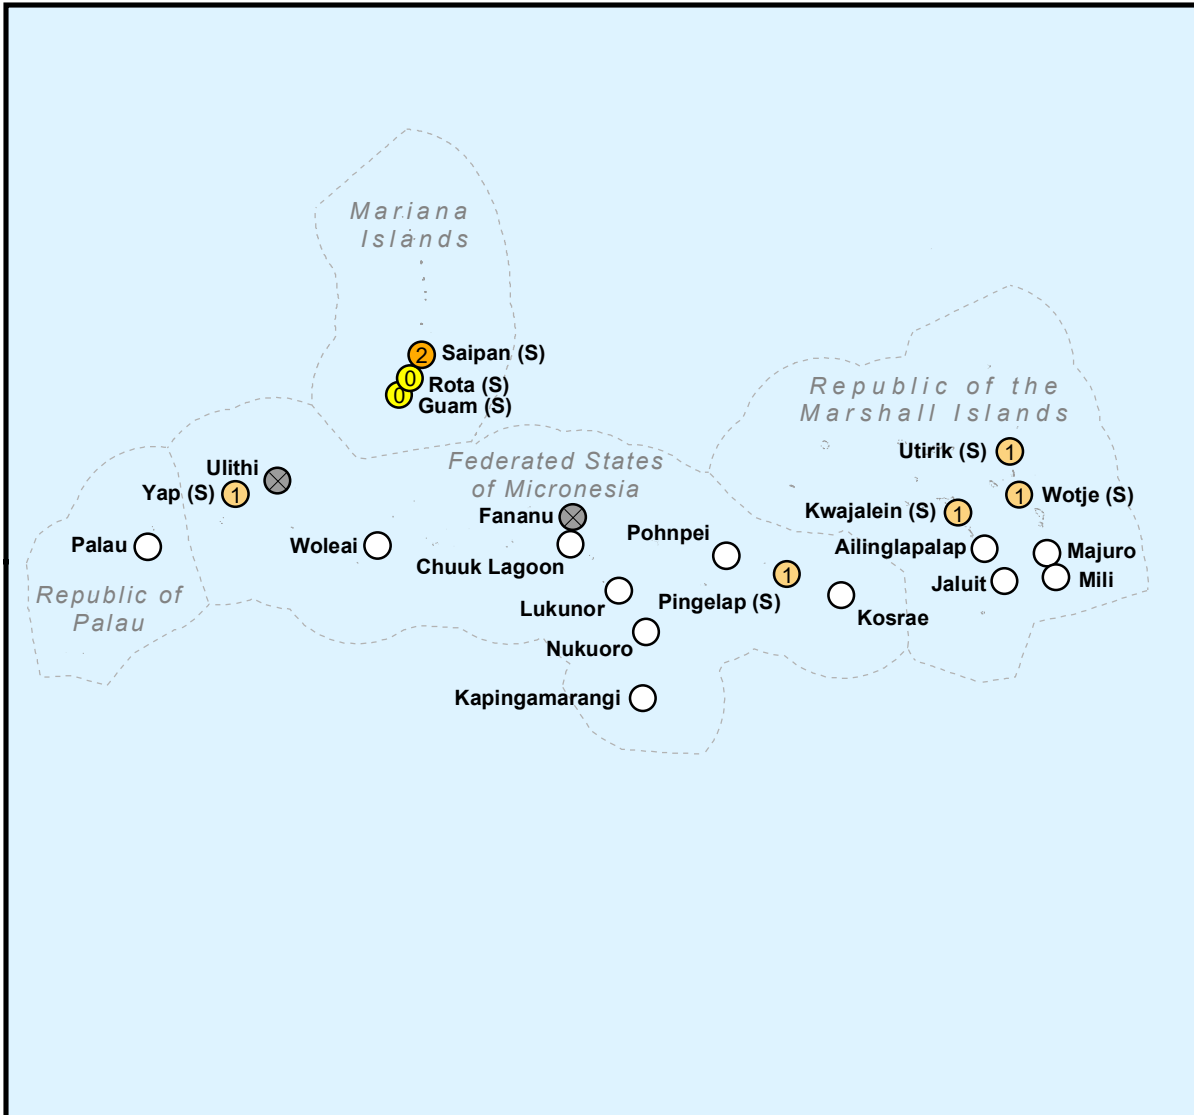 Mariana
Islands
2 Saipan (S)
0 Rota (S)
0 Guam (S)
Republic of the
Marshall Islands
Utirik (S) 1
Ulithi
Yap (S) 1
Federated States
of Micronesia
1 Wotje (S)
Kwajalein (S) 1
Fananu
Palau
Woleai
Chuuk Lagoon
Pohnpei
Ailinglapalap
Majuro
Mili
Jaluit
Republic of
Palau
Lukunor
Pingelap (S) 1
Kosrae
Nukuoro
Kapingamarangi